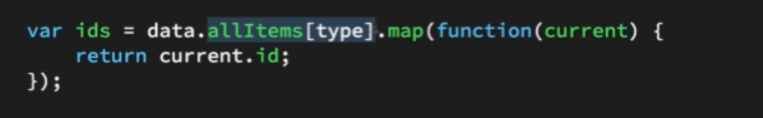 var ids = data.allItems[type].map(function(current) {
    return current.id;
});